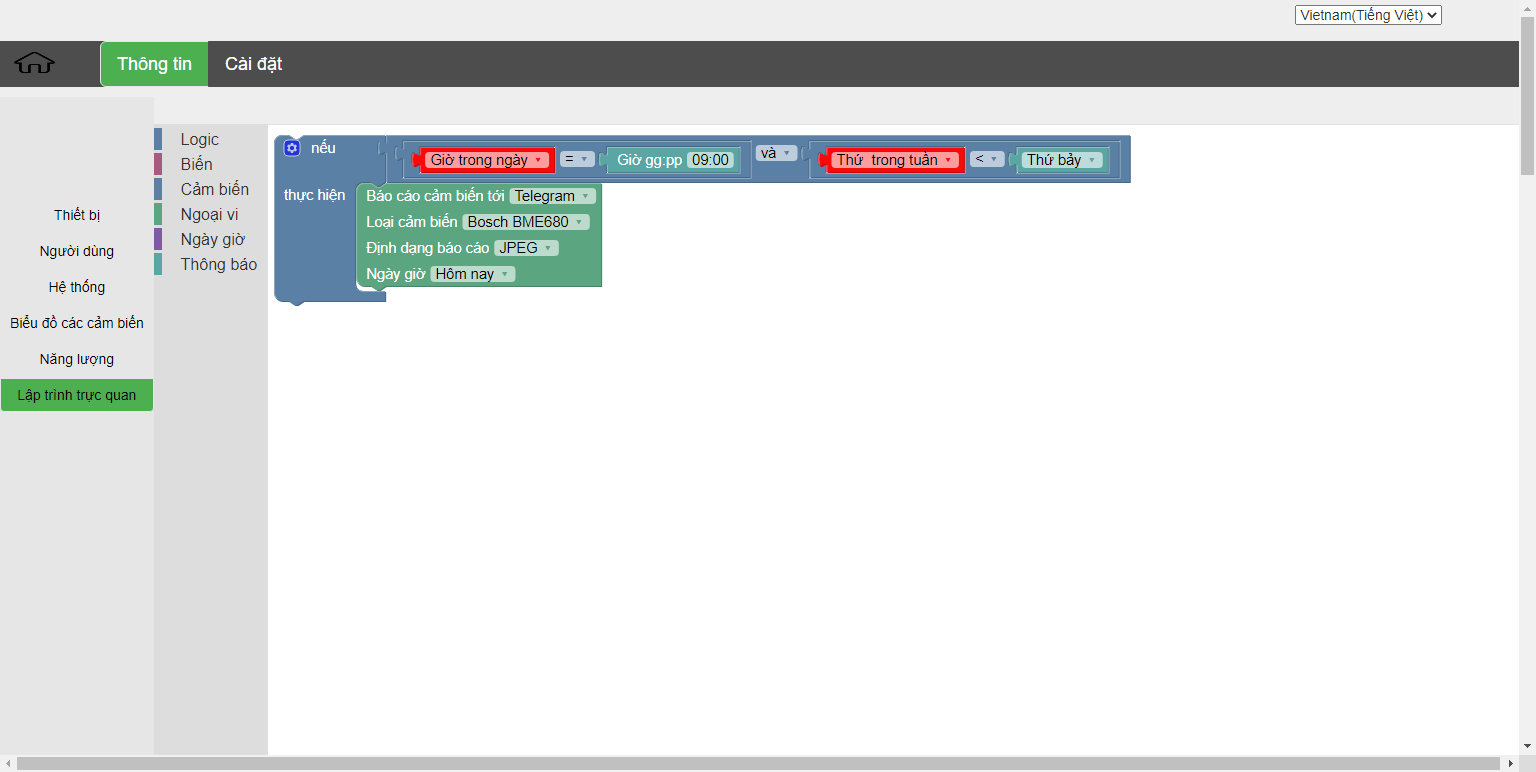 Vietnam(Tiếng Việt)
Thông tin
Cài đặt
Thiết bị
Người dùng
Hệ thống
Biểu đồ các cảm biến
Năng lượng
Lập trình trực quan
Logic
Biến
Cảm biến
Ngoại vi
Ngày giờ
Thông báo
nếu Giờ trong ngày = Giờ gg:pp 09:00 và Thứ trong tuần < Thứ bảy
thực hiện Báo cáo cảm biến tới Telegram
Loại cảm biến Bosch BME680
Định dạng báo cáo JPEG
Ngày giờ Hôm nay